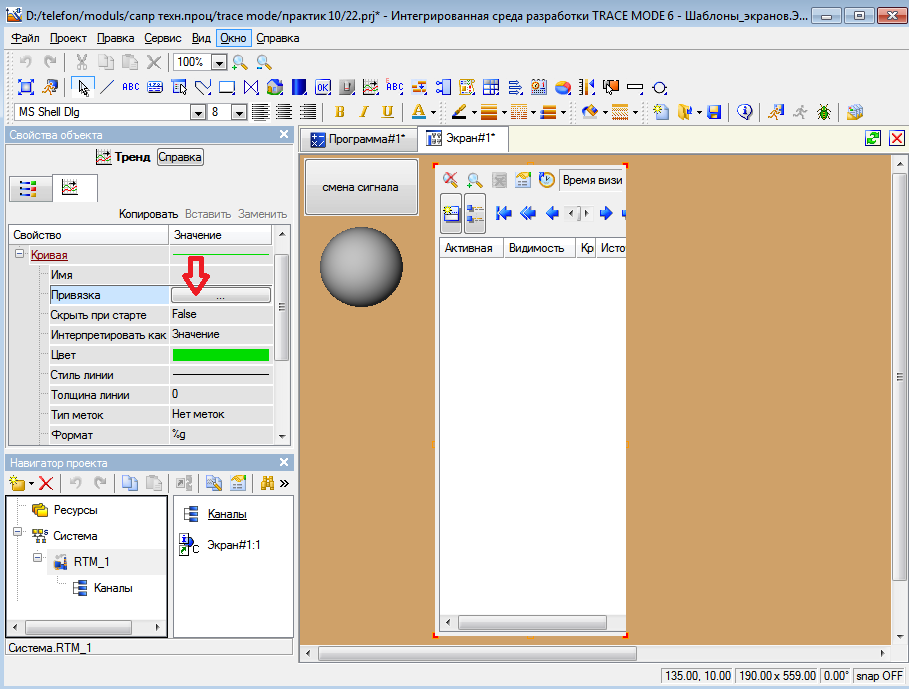 D:/telefon/moduls/сапр техн.проц/trace mode/практик 10/22.prj* - Интегрированная среда разработки TRACE MODE 6 - Шаблоны_экранов.Э...
Файл Проект Правка Сервис Вид Окно Справка
100%
ABC OK ABC
MS Shell Dlg 8 B I U A
Свойства объекта
Тренд Справка
Копировать Вставить Заменить
Свойство Значение
Кривая
Имя
Привязка ...
Скрыть при старте False
Интерпретировать как Значение
Цвет
Стиль линии
Толщина линии 0
Тип меток Нет меток
Формат %g
Навигатор проекта
Ресурсы
Система
RTM_1
Каналы
Каналы
Экран#1:1
Система.RTM_1
Программа#1* Экран#1*
смена сигнала
Время визи
Активная Видимость Кр Исто
135.00, 10.00 190.00 x 559.00 0.00° snap OFF